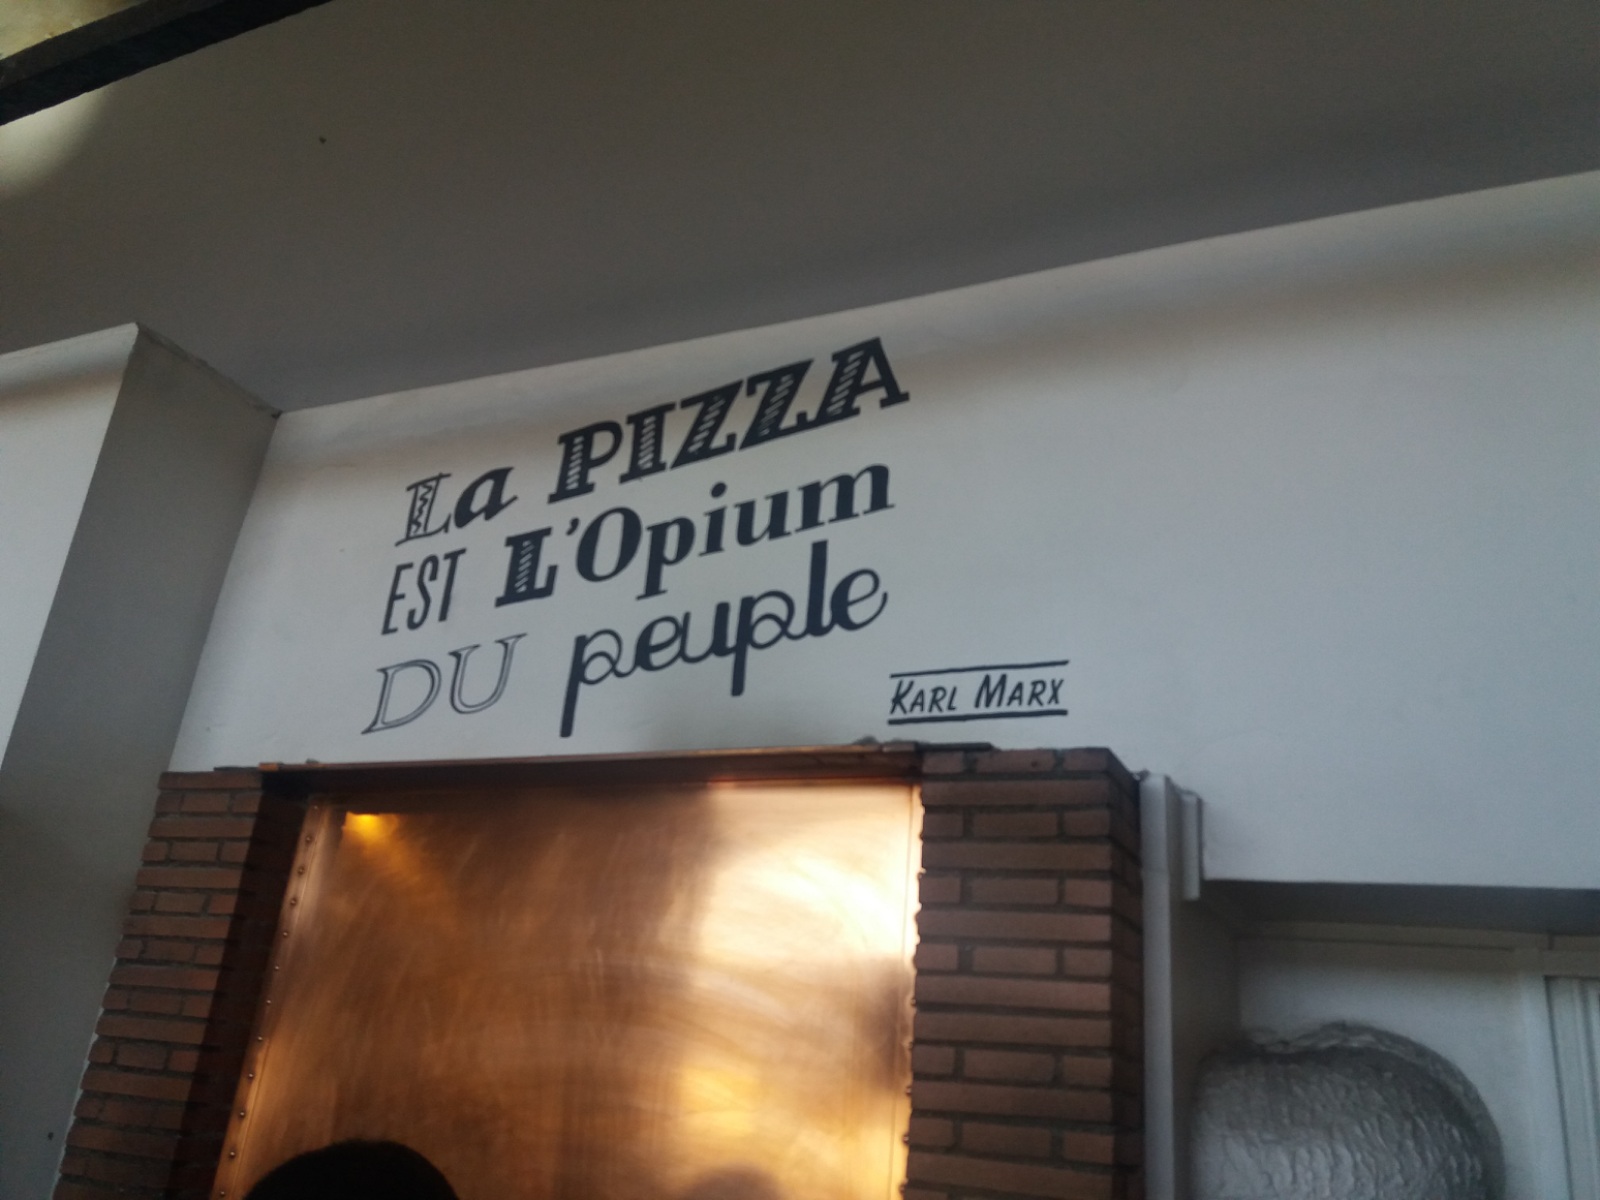 La PIZZA
EST L'Opium
DU peuple
KARL MARX